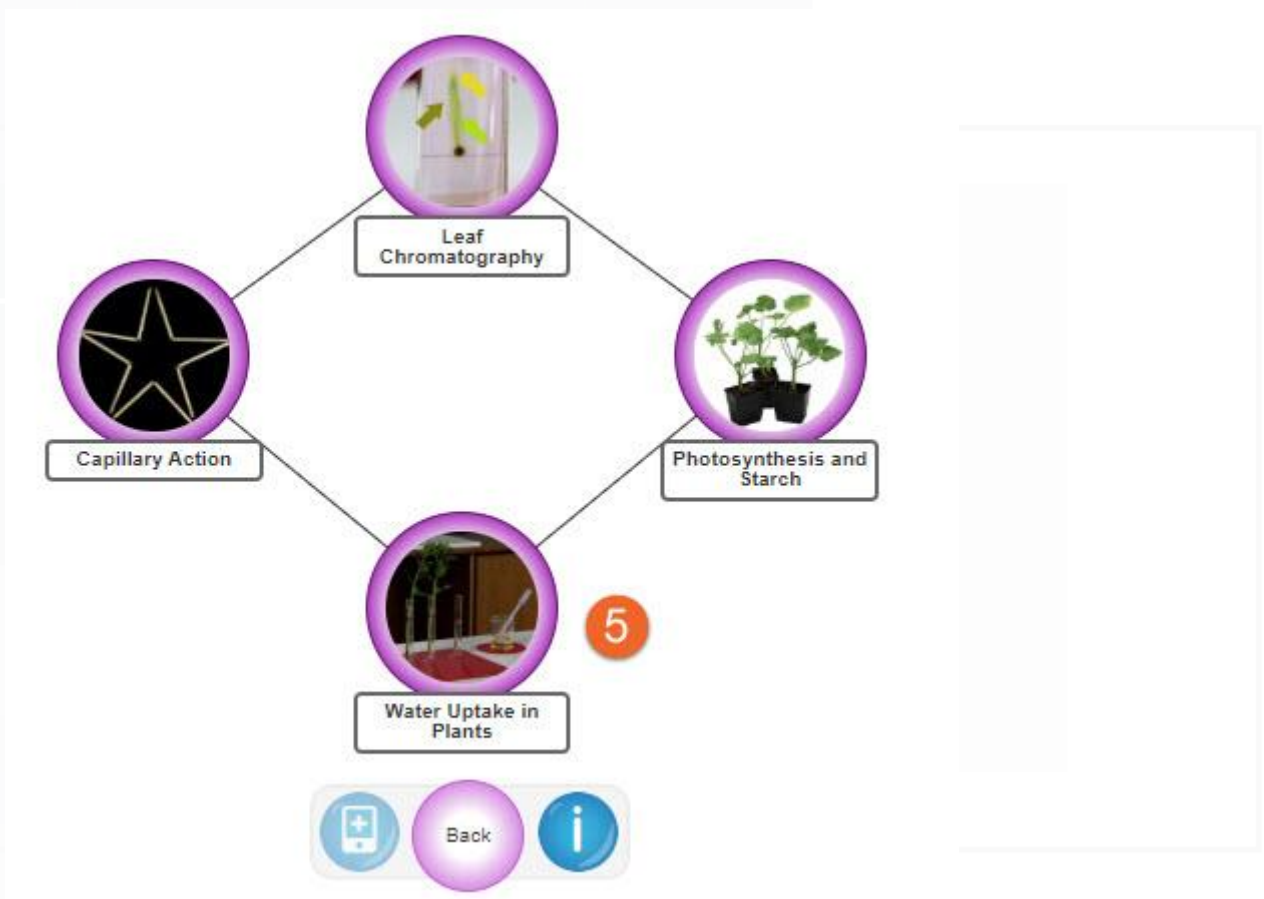 Leaf
Chromatography
Capillary Action
Photosynthesis and
Starch
5
Water Uptake in
Plants
Back
i